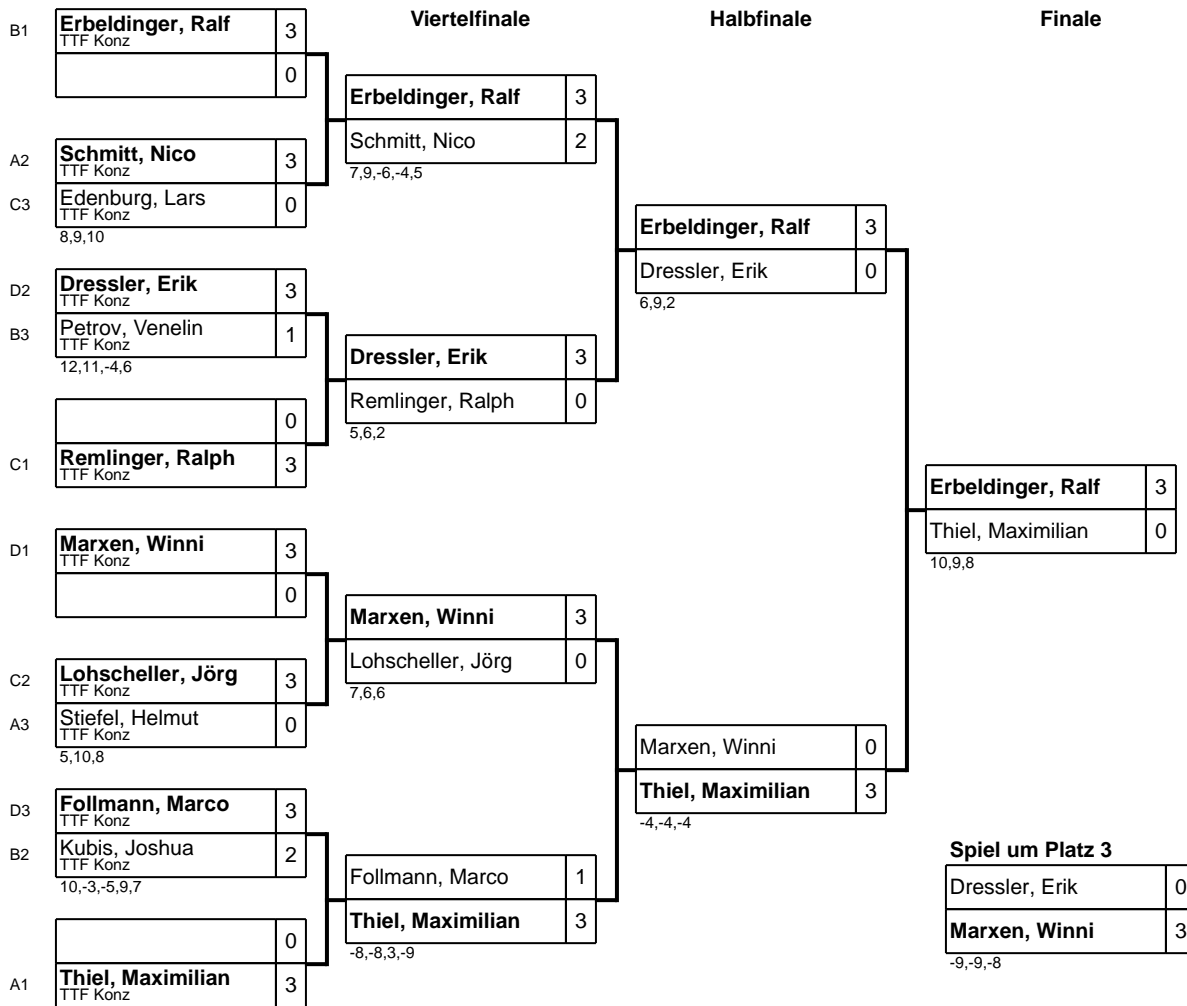 Viertelfinale
Halbfinale
Finale
B1
Erbeldinger, Ralf
TTF Konz
3
0
A2
Schmitt, Nico
TTF Konz
3
C3
Edenburg, Lars
TTF Konz
0
8,9,10
D2
Dressler, Erik
TTF Konz
3
B3
Petrov, Venelin
TTF Konz
1
12,11,-4,6
0
C1
Remlinger, Ralph
TTF Konz
3
D1
Marxen, Winni
TTF Konz
3
0
C2
Lohscheller, Jörg
TTF Konz
3
A3
Stiefel, Helmut
TTF Konz
0
5,10,8
D3
Follmann, Marco
TTF Konz
3
B2
Kubis, Joshua
TTF Konz
2
10,-3,-5,9,7
0
A1
Thiel, Maximilian
TTF Konz
3
Erbeldinger, Ralf 3
Schmitt, Nico 2
7,9,-6,-4,5
Dressler, Erik 3
Remlinger, Ralph 0
5,6,2
Marxen, Winni 3
Lohscheller, Jörg 0
7,6,6
Follmann, Marco 1
Thiel, Maximilian 3
-8,-8,3,-9
Erbeldinger, Ralf 3
Dressler, Erik 0
6,9,2
Marxen, Winni 0
Thiel, Maximilian 3
-4,-4,-4
Erbeldinger, Ralf 3
Thiel, Maximilian 0
10,9,8
Spiel um Platz 3
Dressler, Erik 0
Marxen, Winni 3
-9,-9,-8